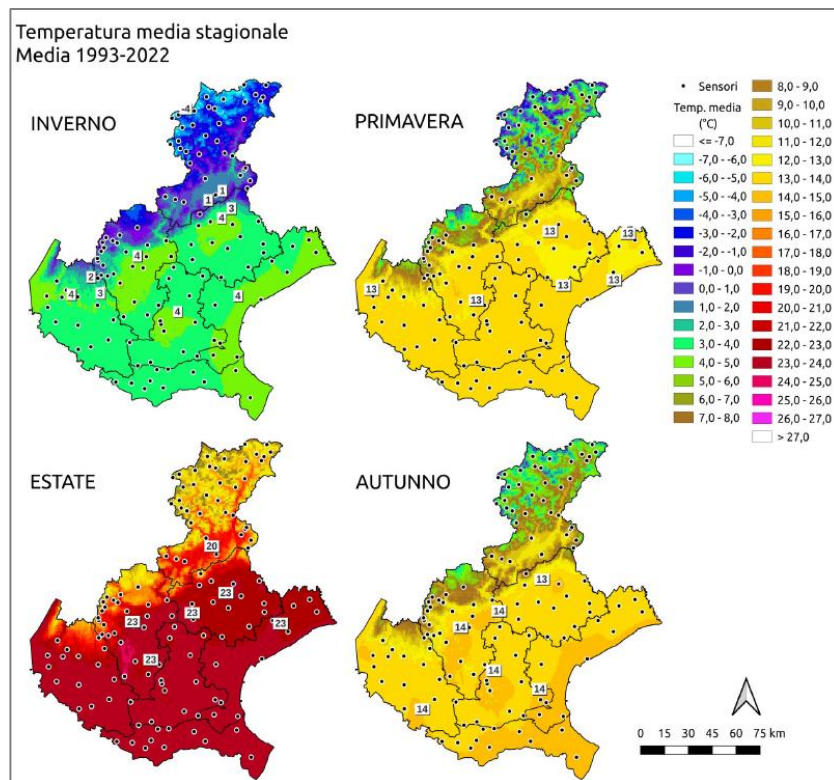 Temperatura media stagionale
Media 1993-2022
INVERNO
-4
1
1
3
4
4
2
3
4
4
4
PRIMAVERA
13
13
13
13
13
• Sensori
Temp. media
(°C)
<= -7,0
-7,0 - -6,0
-6,0 - -5,0
-5,0 - -4,0
-4,0 - -3,0
-3,0 - -2,0
-2,0 - -1,0
-1,0 - 0,0
0,0 - 1,0
1,0 - 2,0
2,0 - 3,0
3,0 - 4,0
4,0 - 5,0
5,0 - 6,0
6,0 - 7,0
7,0 - 8,0
8,0 - 9,0
9,0 - 10,0
10,0 - 11,0
11,0 - 12,0
12,0 - 13,0
13,0 - 14,0
14,0 - 15,0
15,0 - 16,0
16,0 - 17,0
17,0 - 18,0
18,0 - 19,0
19,0 - 20,0
20,0 - 21,0
21,0 - 22,0
22,0 - 23,0
23,0 - 24,0
24,0 - 25,0
25,0 - 26,0
26,0 - 27,0
> 27,0
ESTATE
20
23
23
23
23
23
AUTUNNO
13
14
14
14
14
14
0 15 30 45 60 75 km